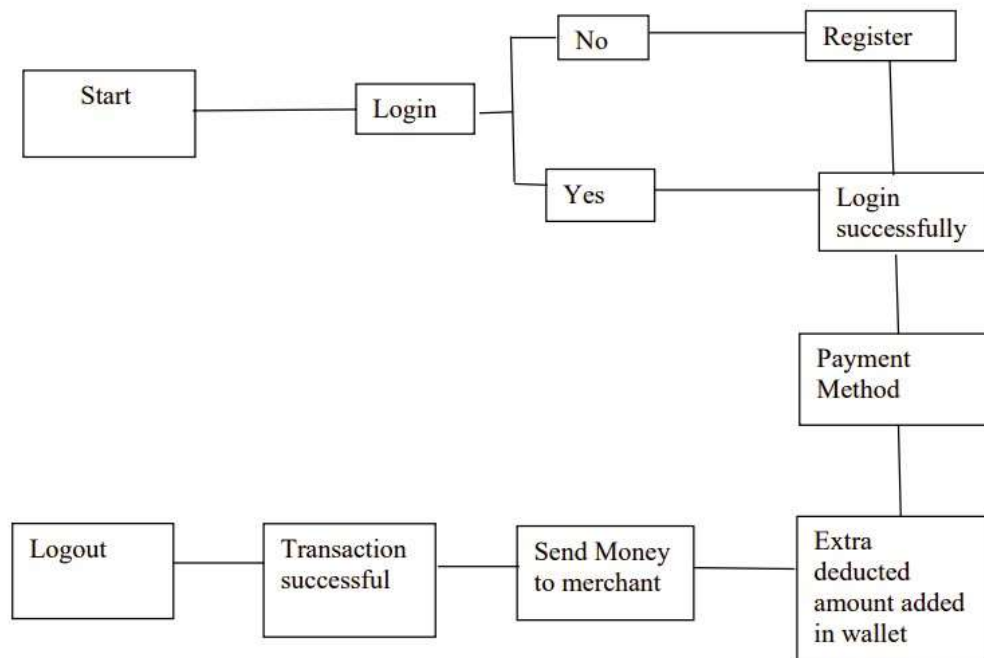 Start
Login
No
Register
Yes
Login
successfully
Payment
Method
Extra
deducted
amount added
in wallet
Send Money
to merchant
Transaction
successful
Logout